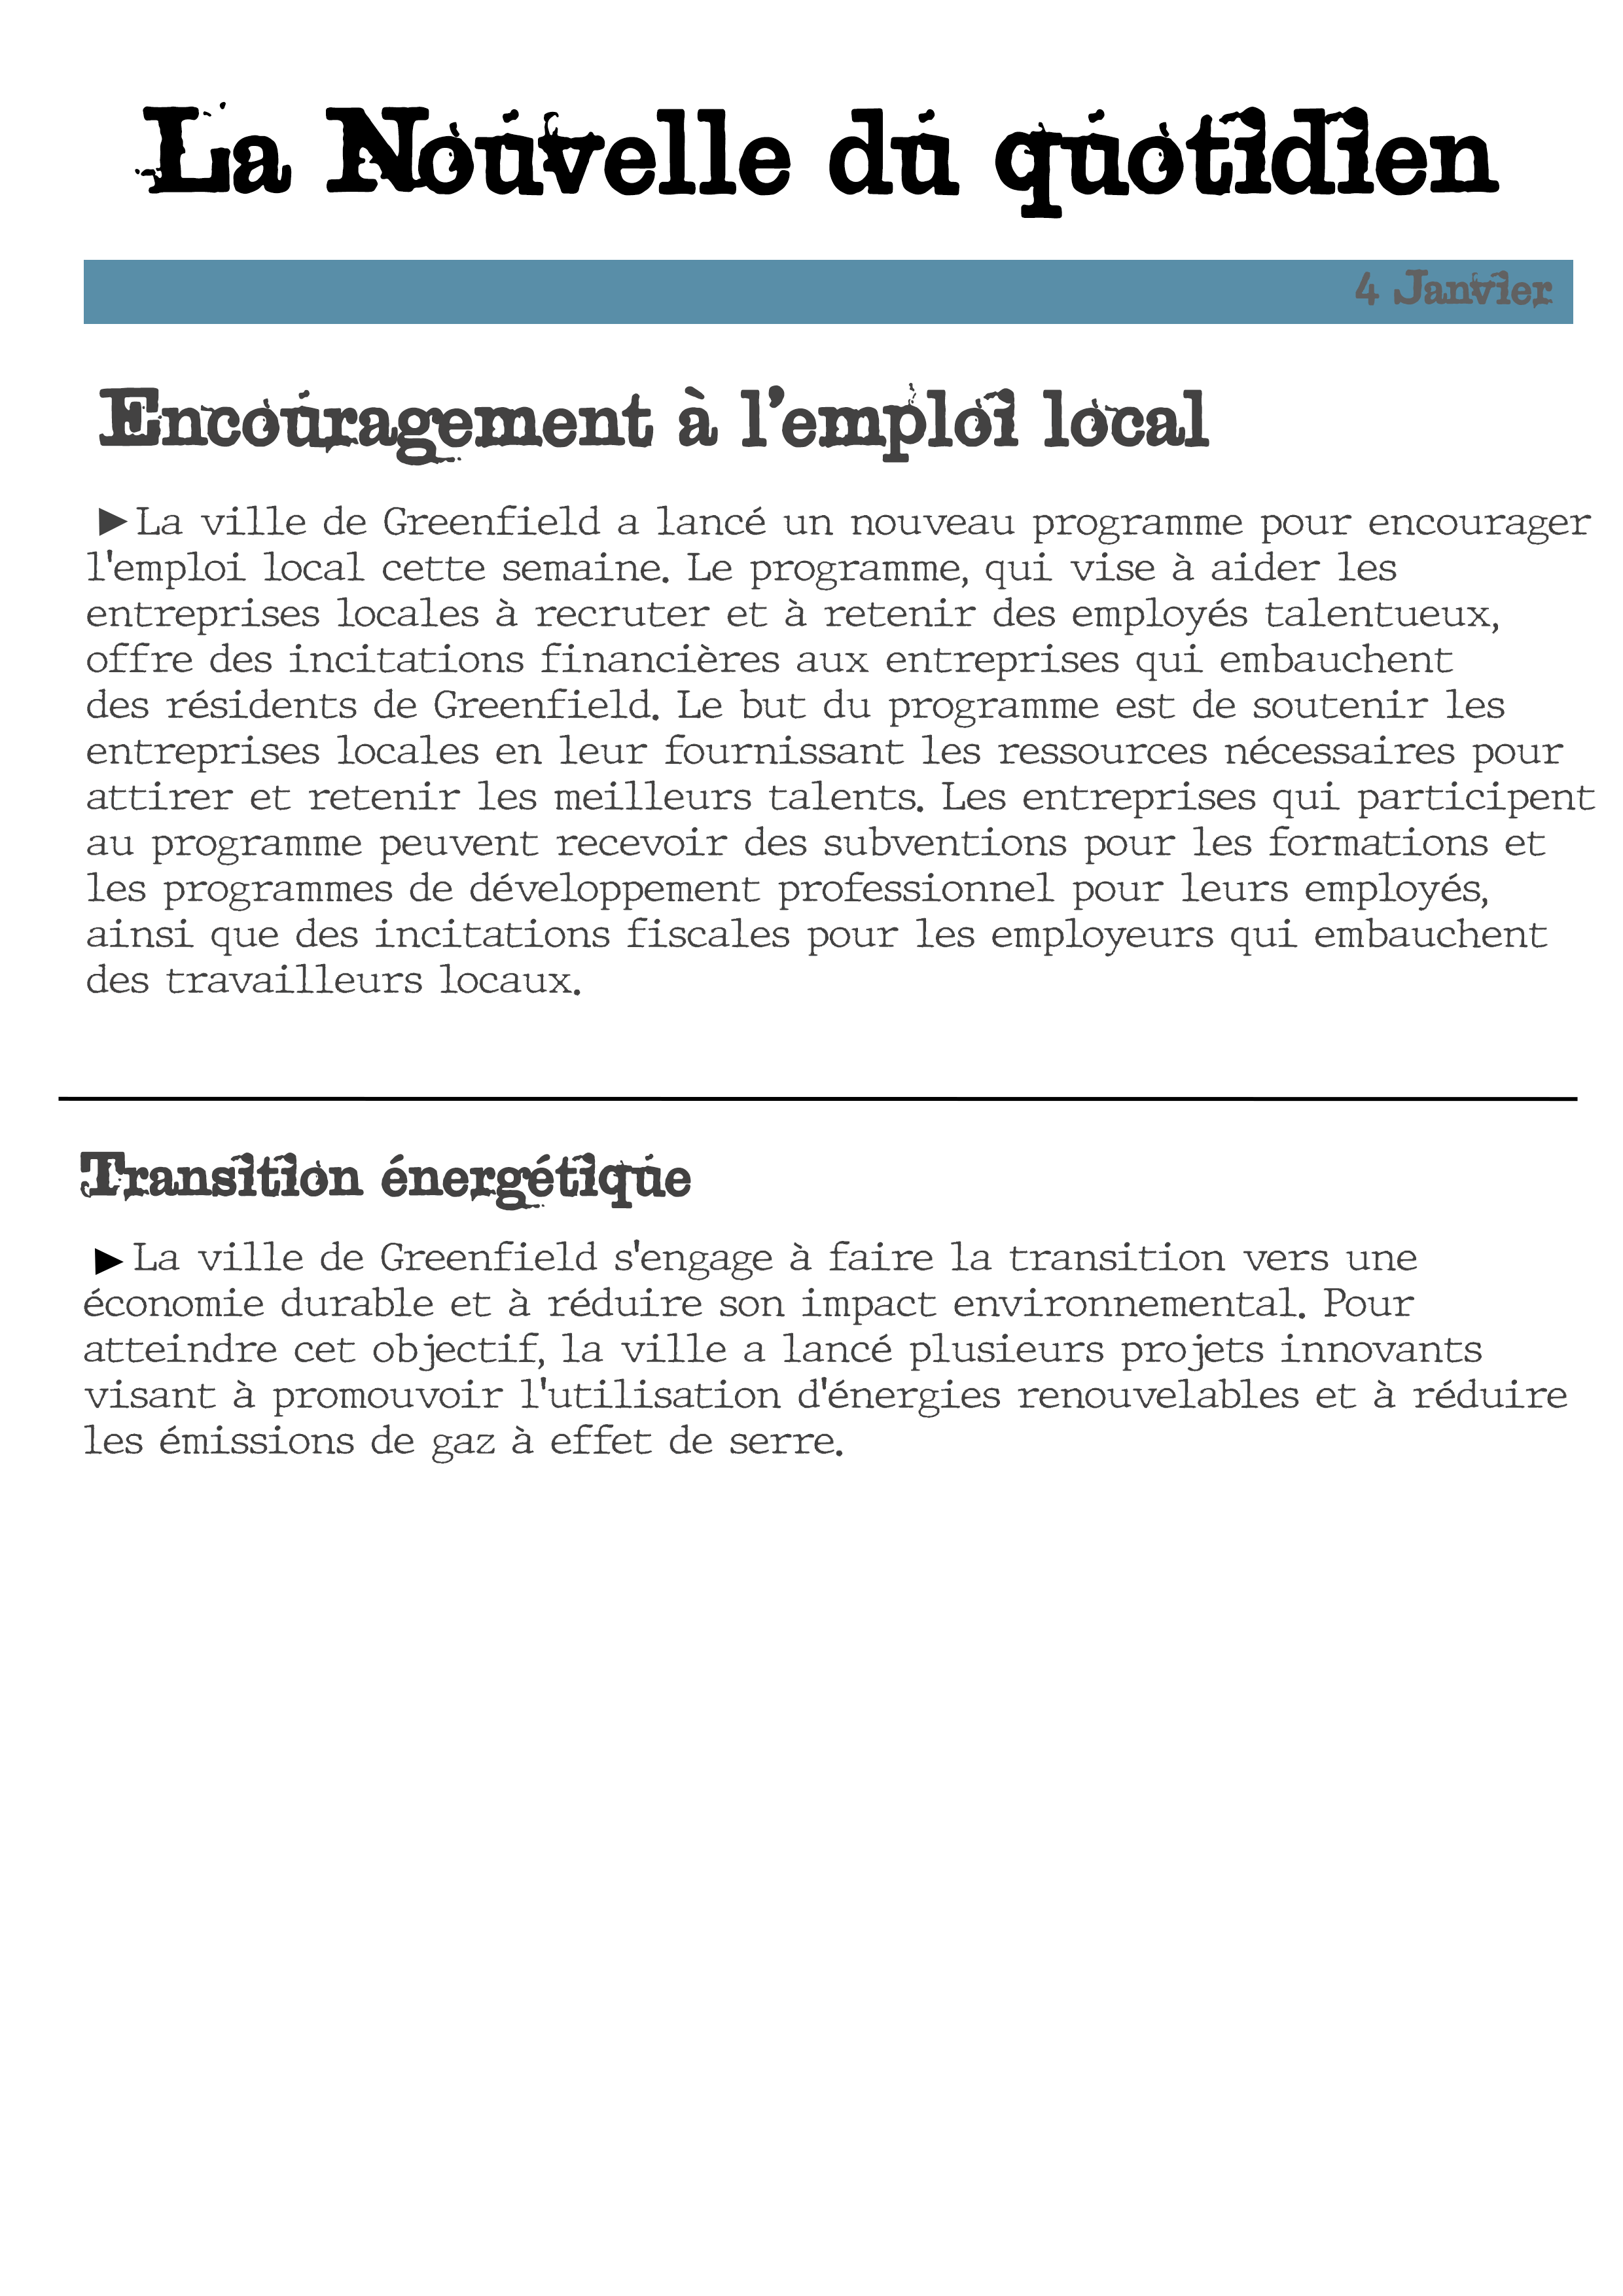 La Nouvelle du quotidien
4 Janvier
Encouragement à l'emploi local
►La ville de Greenfield a lancé un nouveau programme pour encourager
l'emploi local cette semaine. Le programme, qui vise à aider les
entreprises locales à recruter et à retenir des employés talentueux,
offre des incitations financières aux entreprises qui embauchent
des résidents de Greenfield. Le but du programme est de soutenir les
entreprises locales en leur fournissant les ressources nécessaires pour
attirer et retenir les meilleurs talents. Les entreprises qui participent
au programme peuvent recevoir des subventions pour les formations et
les programmes de développement professionnel pour leurs employés,
ainsi que des incitations fiscales pour les employeurs qui embauchent
des travailleurs locaux.
Transition énergétique
►La ville de Greenfield s'engage à faire la transition vers une
économie durable et à réduire son impact environnemental. Pour
atteindre cet objectif, la ville a lancé plusieurs projets innovants
visant à promouvoir l'utilisation d'énergies renouvelables et à réduire
les émissions de gaz à effet de serre.